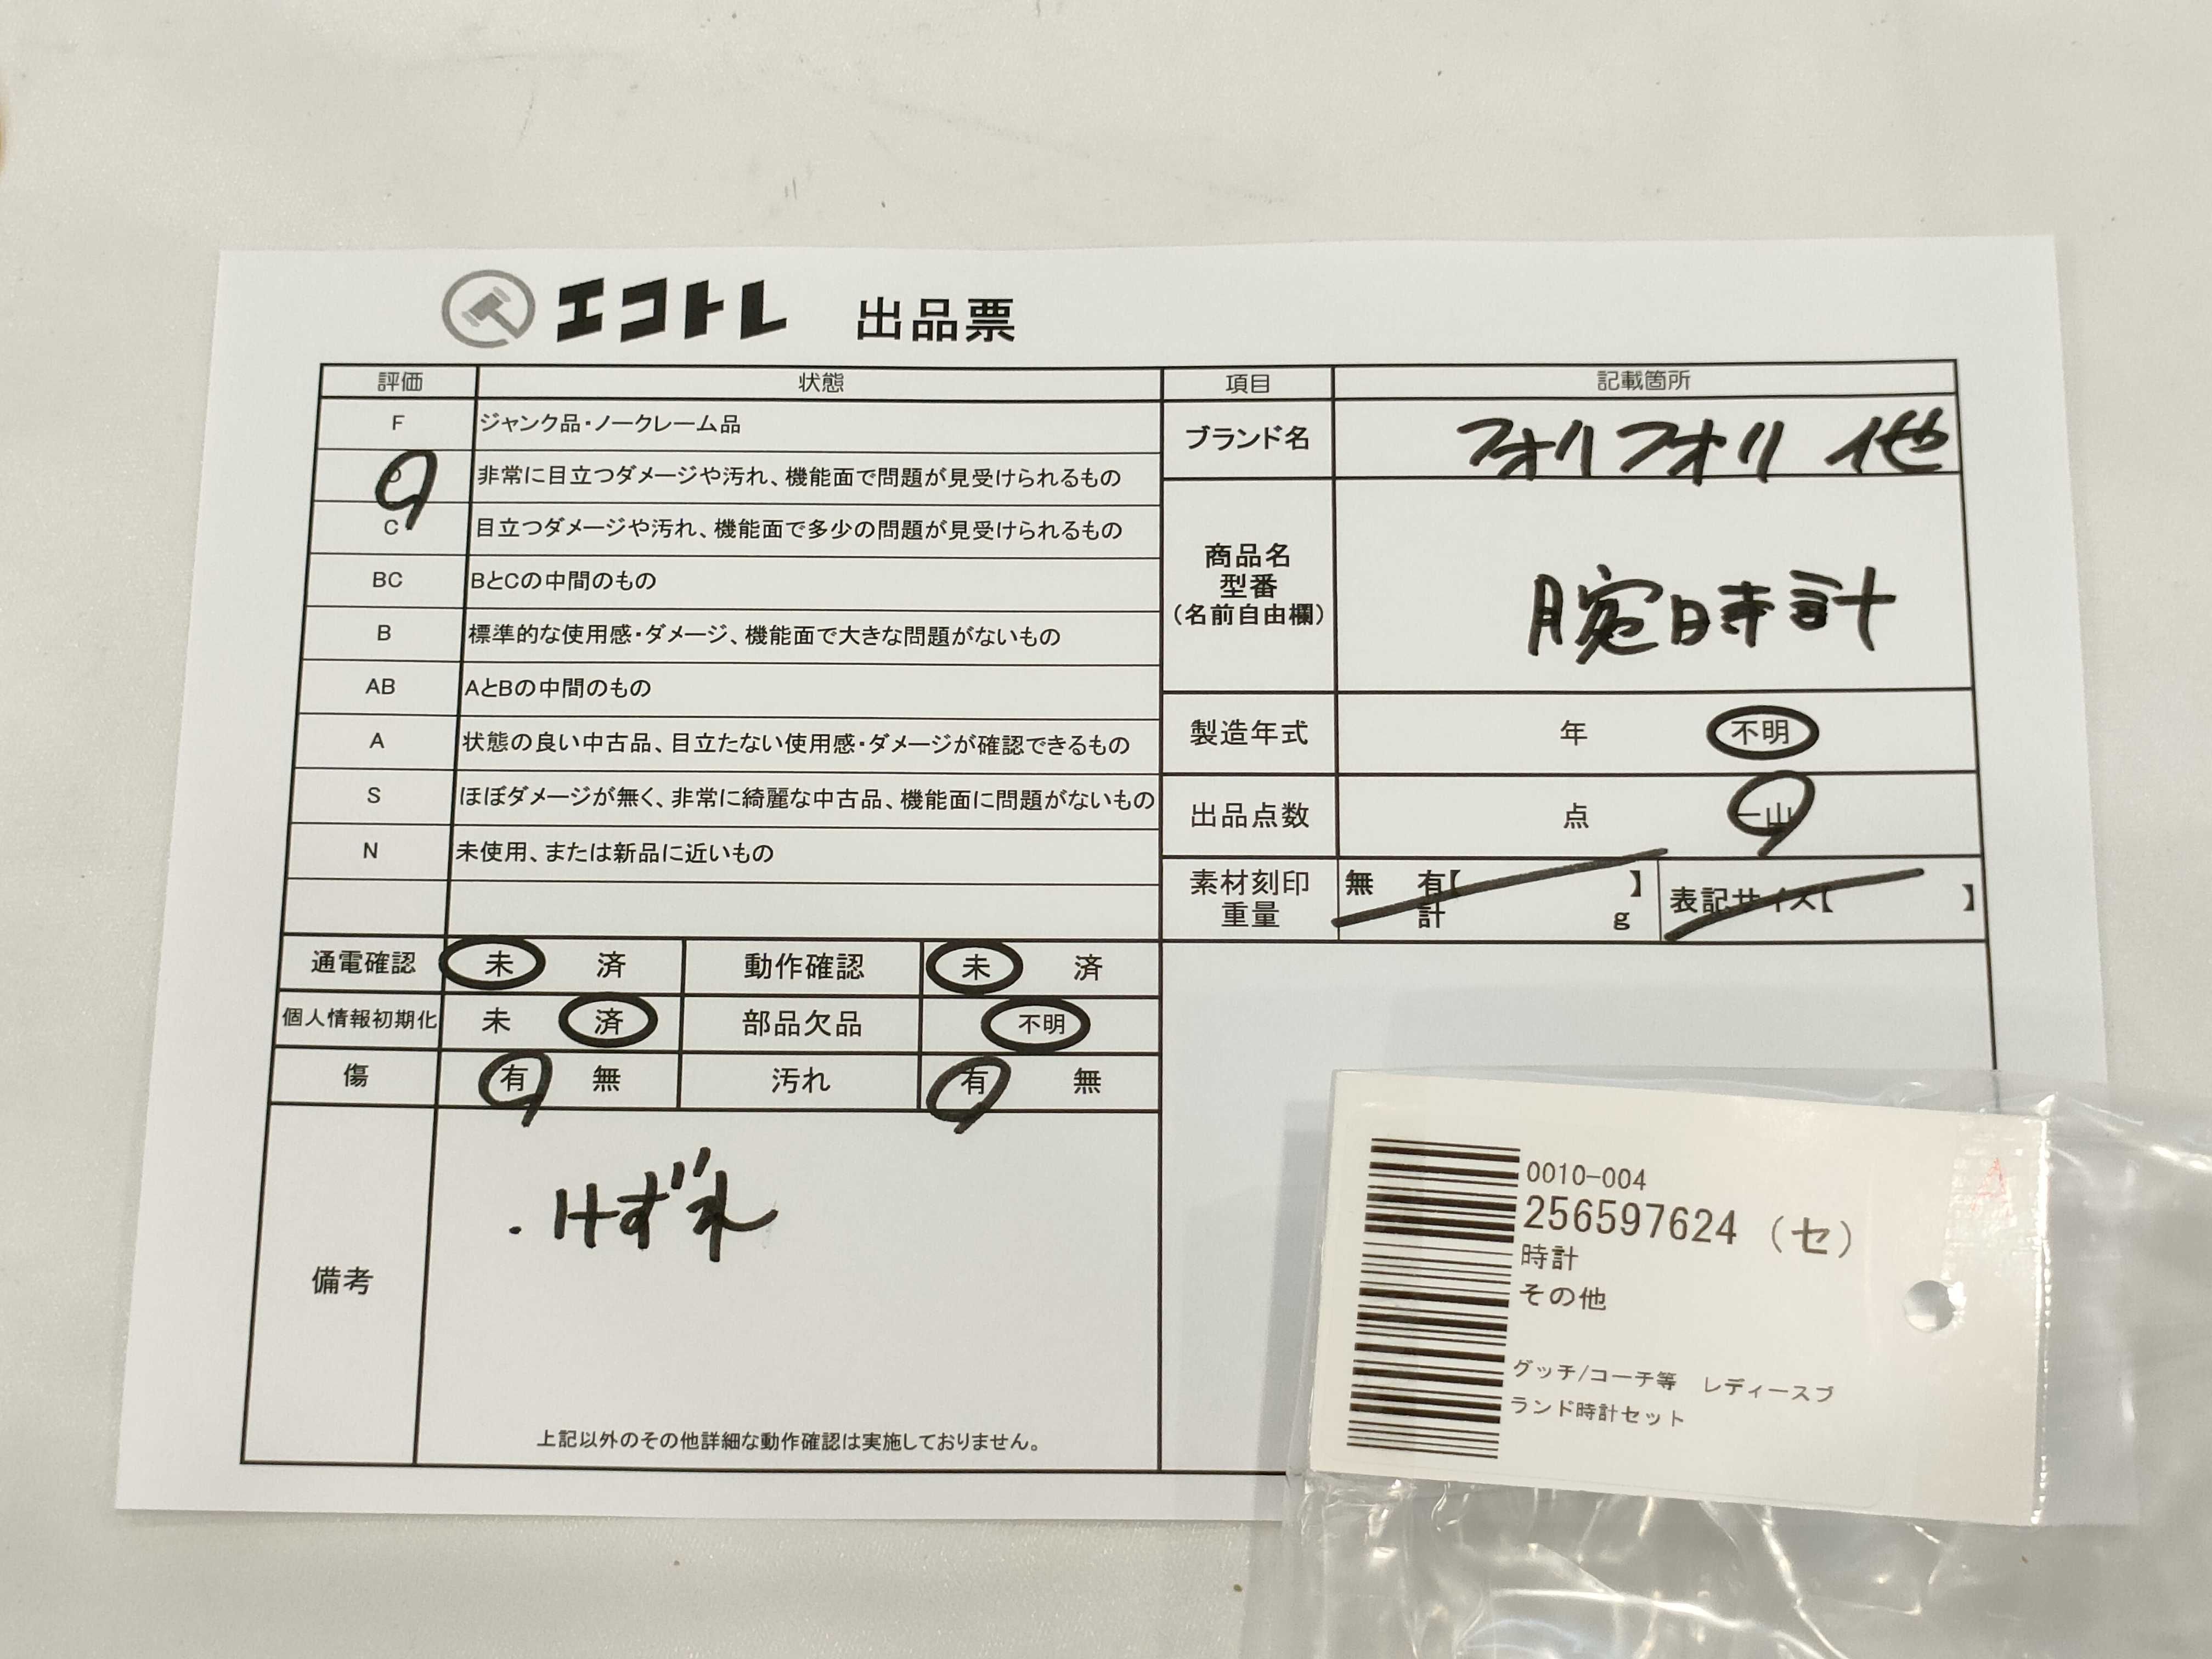 エコトレ 出品票
評価 状態
F ジャンク品・ノークレーム品
D 非常に目立つダメージや汚れ、機能面で問題が見受けられるもの
C 目立つダメージや汚れ、機能面で多少の問題が見受けられるもの
BC BとCの中間のもの
B 標準的な使用感・ダメージ、機能面で大きな問題がないもの
AB AとBの中間のもの
A 状態の良い中古品、目立たない使用感・ダメージが確認できるもの
S ほぼダメージが無く、非常に綺麗な中古品、機能面に問題がないもの
N 未使用、または新品に近いもの
項目 記載箇所
ブランド名 フォリフォリ 他
商品名
型番
(名前自由欄)
腕時計
製造年式 年 不明
出品点数 点 一山
素材刻印 無 有【 】 表記サイズ【 】
重量 計 g
通電確認 未 済 動作確認 未 済
個人情報初期化 未 済 部品欠品 不明
傷 有 無 汚れ 有 無
備考
・けずれ
上記以外のその他詳細な動作確認は実施しておりません。
0010-004
256597624 (セ)
時計
その他
グッチ/コーチ等 レディースブ
ランド時計セット